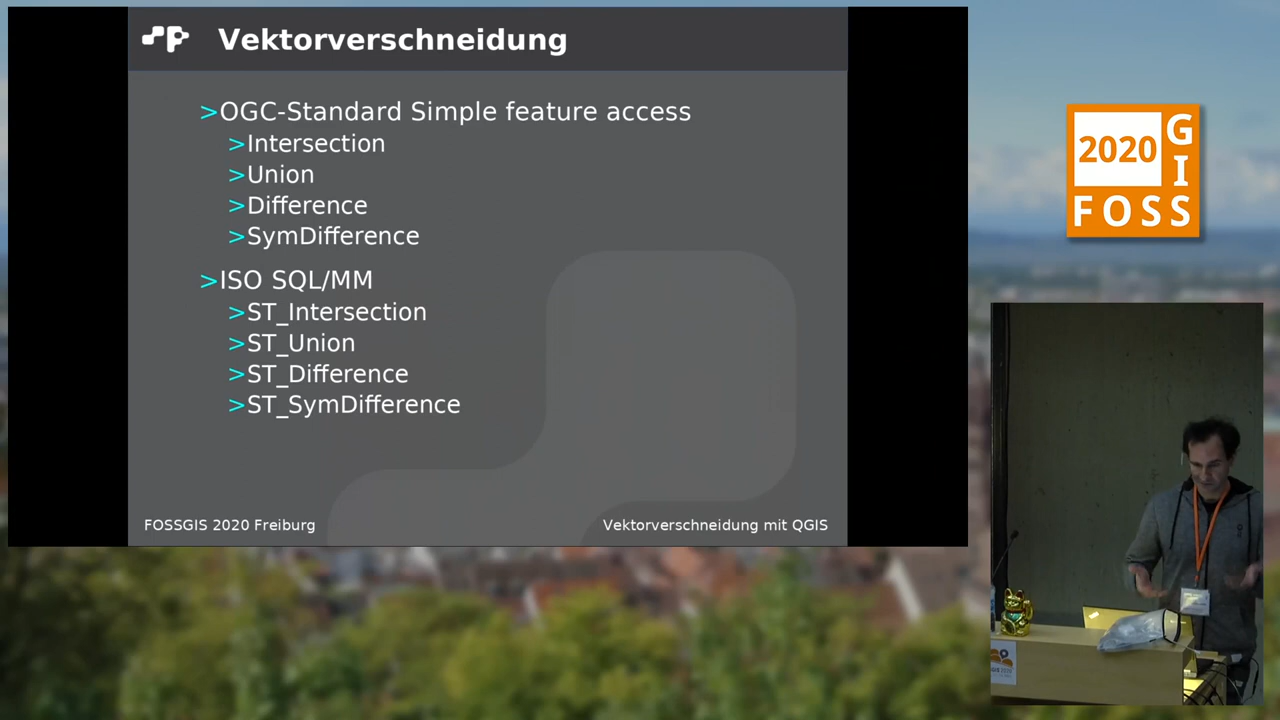 Vektorverschneidung
>OGC-Standard Simple feature access
>Intersection
>Union
>Difference
>SymDifference
>ISO SQL/MM
>ST_Intersection
>ST_Union
>ST_Difference
>ST_SymDifference
FOSSGIS 2020 Freiburg
Vektorverschneidung mit QGIS
2020
G
I
FOSS